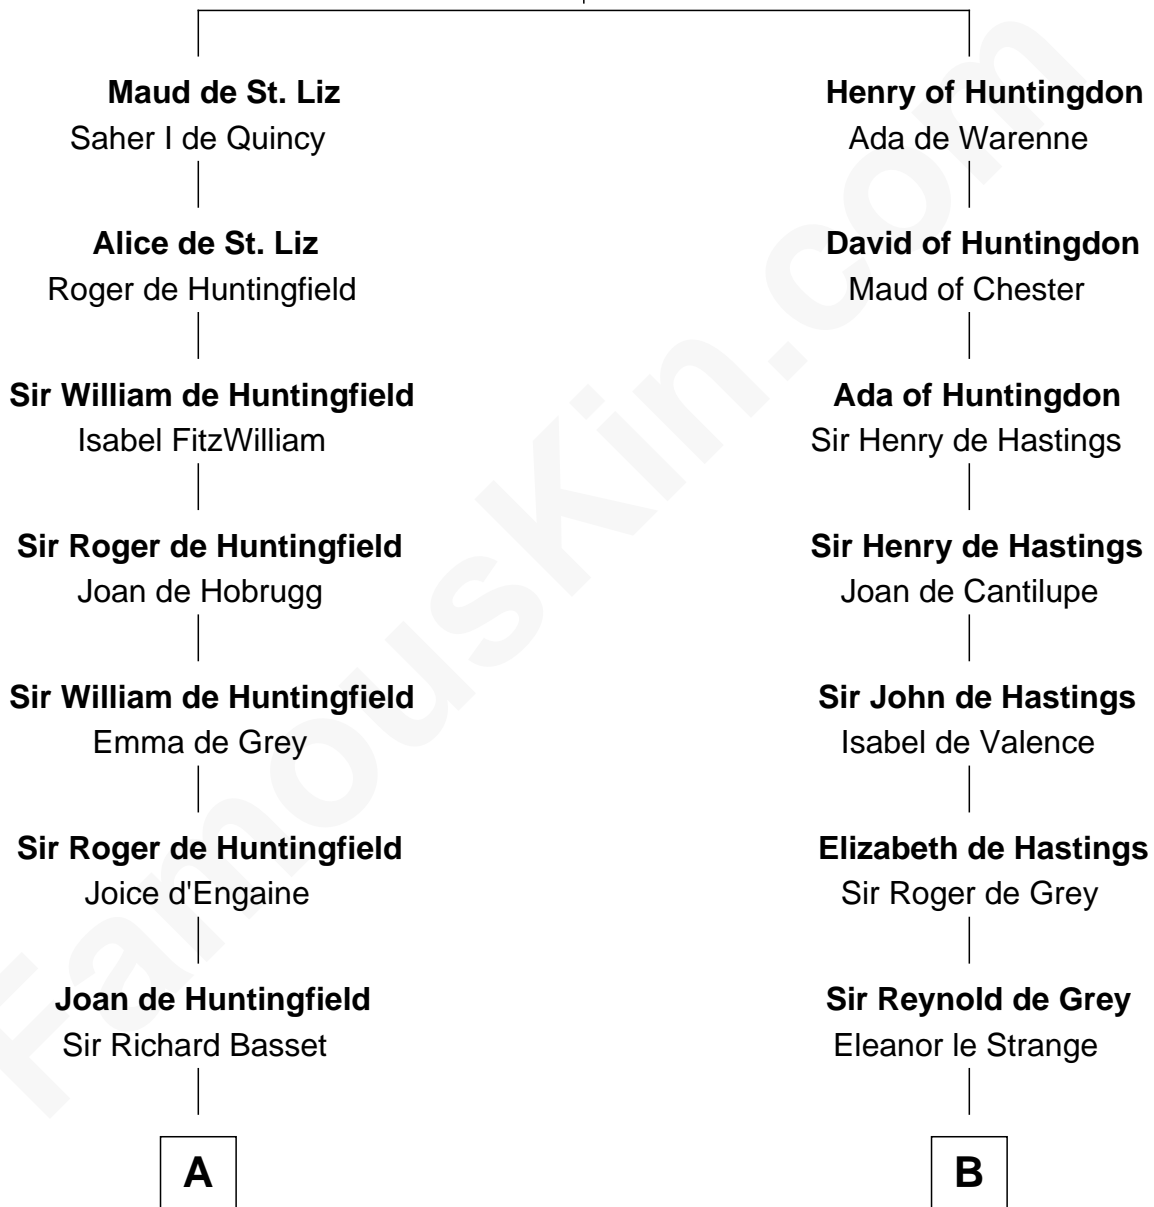 Maud de St. Liz
Saher I de Quincy
Alice de St. Liz
Roger de Huntingfield
Sir William de Huntingfield
Isabel FitzWilliam
Sir Roger de Huntingfield
Joan de Hobrugg
Sir William de Huntingfield
Emma de Grey
Sir Roger de Huntingfield
Joice d'Engaine
Joan de Huntingfield
Sir Richard Basset
A
Henry of Huntingdon
Ada de Warenne
David of Huntingdon
Maud of Chester
Ada of Huntingdon
Sir Henry de Hastings
Sir Henry de Hastings
Joan de Cantilupe
Sir John de Hastings
Isabel de Valence
Elizabeth de Hastings
Sir Roger de Grey
Sir Reynold de Grey
Eleanor le Strange
B
FamousKin.com